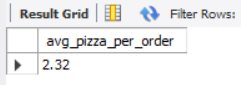 Result Grid Filter Rows:
avg_pizza_per_order
2.32